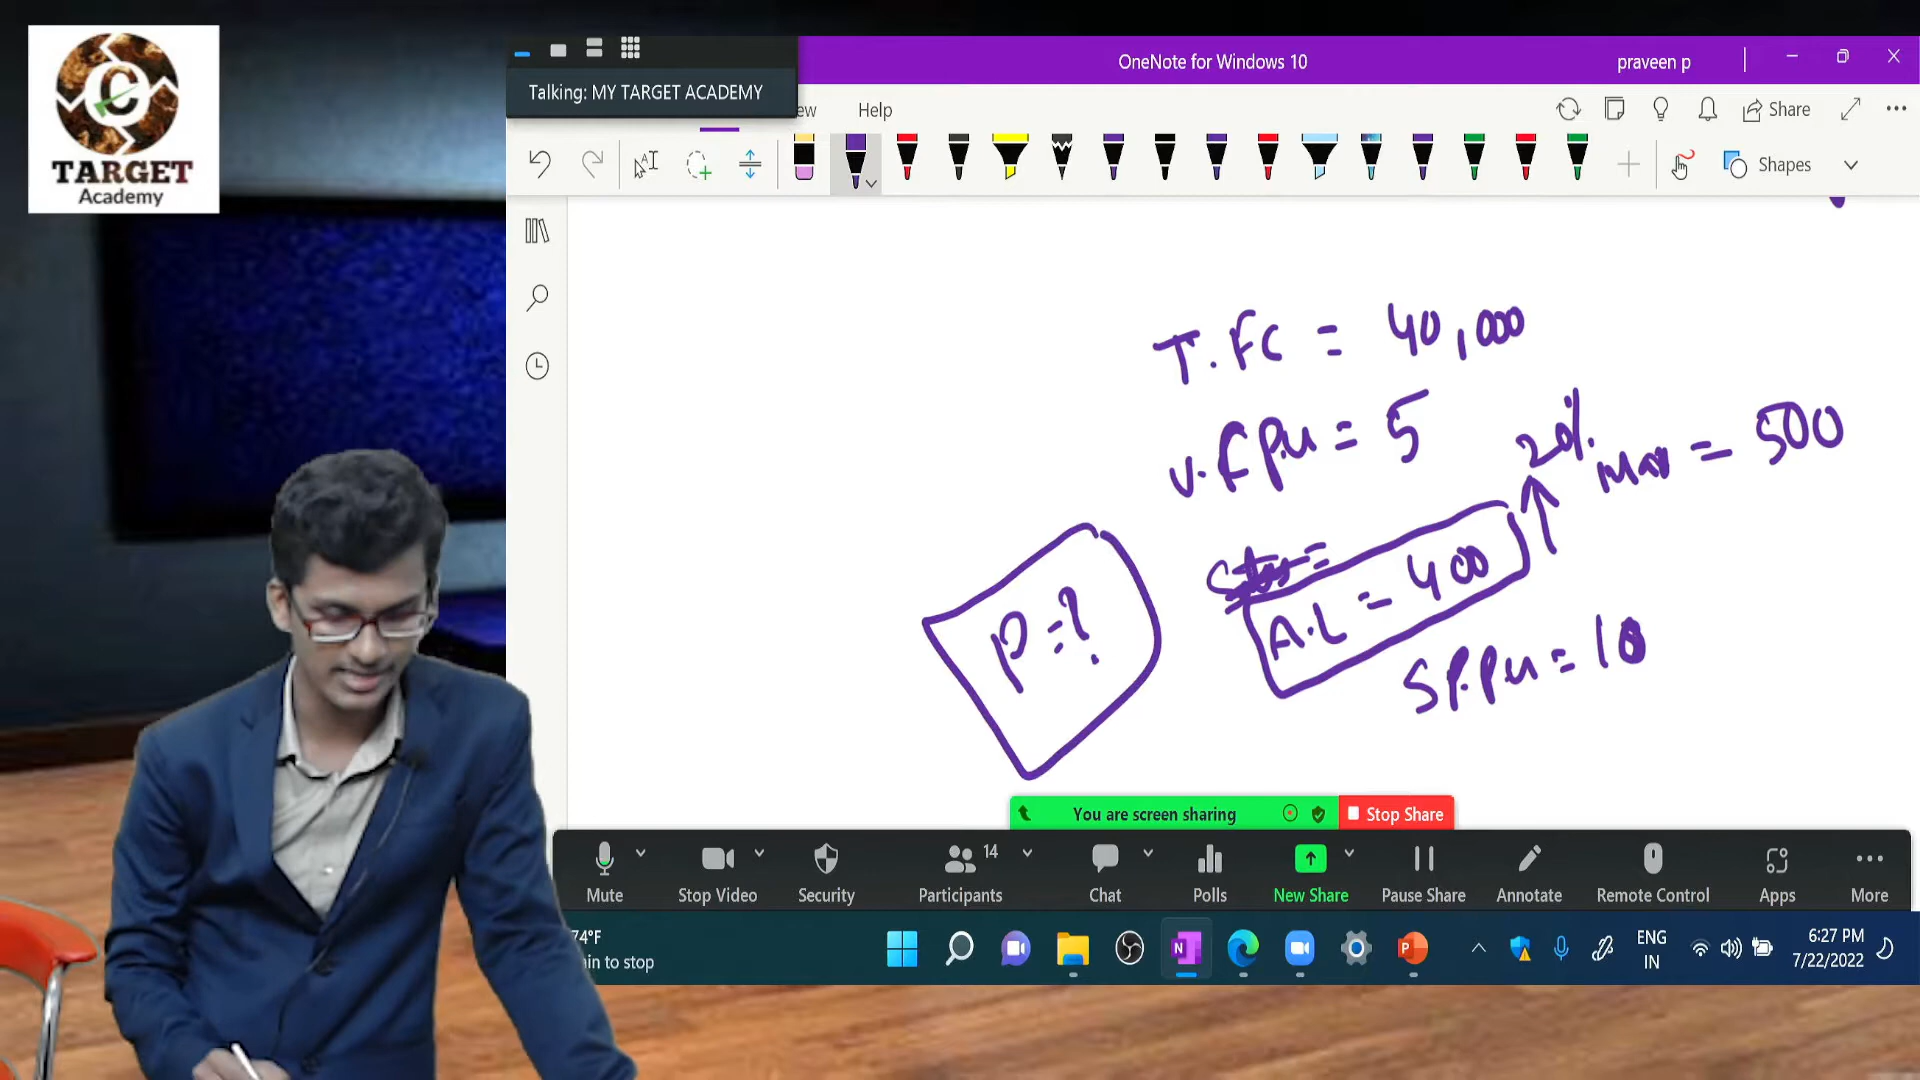 TARGET
Academy
Talking: MY TARGET ACADEMY
OneNote for Windows 10
praveen p
ew
Help
Share
Shapes
T.FC = 40,000
V.F p.u = 5
20%
Max = 500
A.L = 400
P = ?
S.P.Pu = 10
You are screen sharing
Stop Share
Mute
Stop Video
Security
14
Participants
Chat
Polls
New Share
Pause Share
Annotate
Remote Control
Apps
More
74°F
in to stop
ENG
IN
6:27 PM
7/22/2022